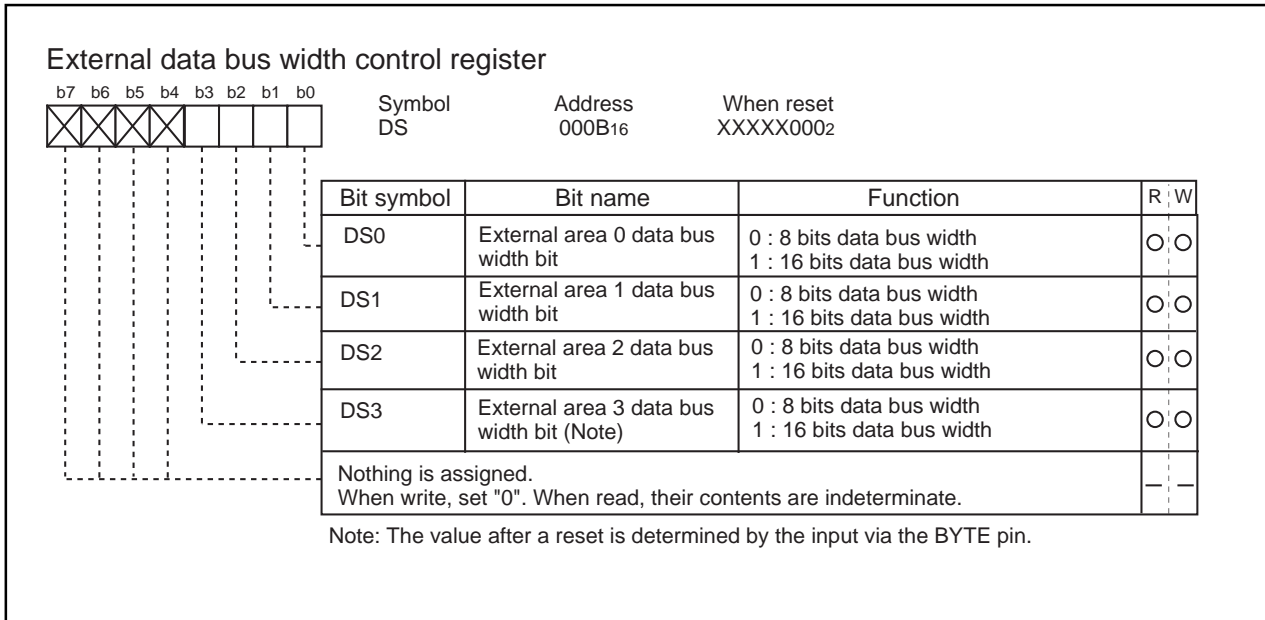 External data bus width control register
b7 b6 b5 b4 b3 b2 b1 b0
Symbol Address When reset
DS 000B16 XXXXX0002
Bit symbol Bit name Function R W
DS0 External area 0 data bus width bit 0 : 8 bits data bus width
1 : 16 bits data bus width
DS1 External area 1 data bus width bit 0 : 8 bits data bus width
1 : 16 bits data bus width
DS2 External area 2 data bus width bit 0 : 8 bits data bus width
1 : 16 bits data bus width
DS3 External area 3 data bus width bit (Note) 0 : 8 bits data bus width
1 : 16 bits data bus width
Nothing is assigned.
When write, set "0". When read, their contents are indeterminate. – –
Note: The value after a reset is determined by the input via the BYTE pin.